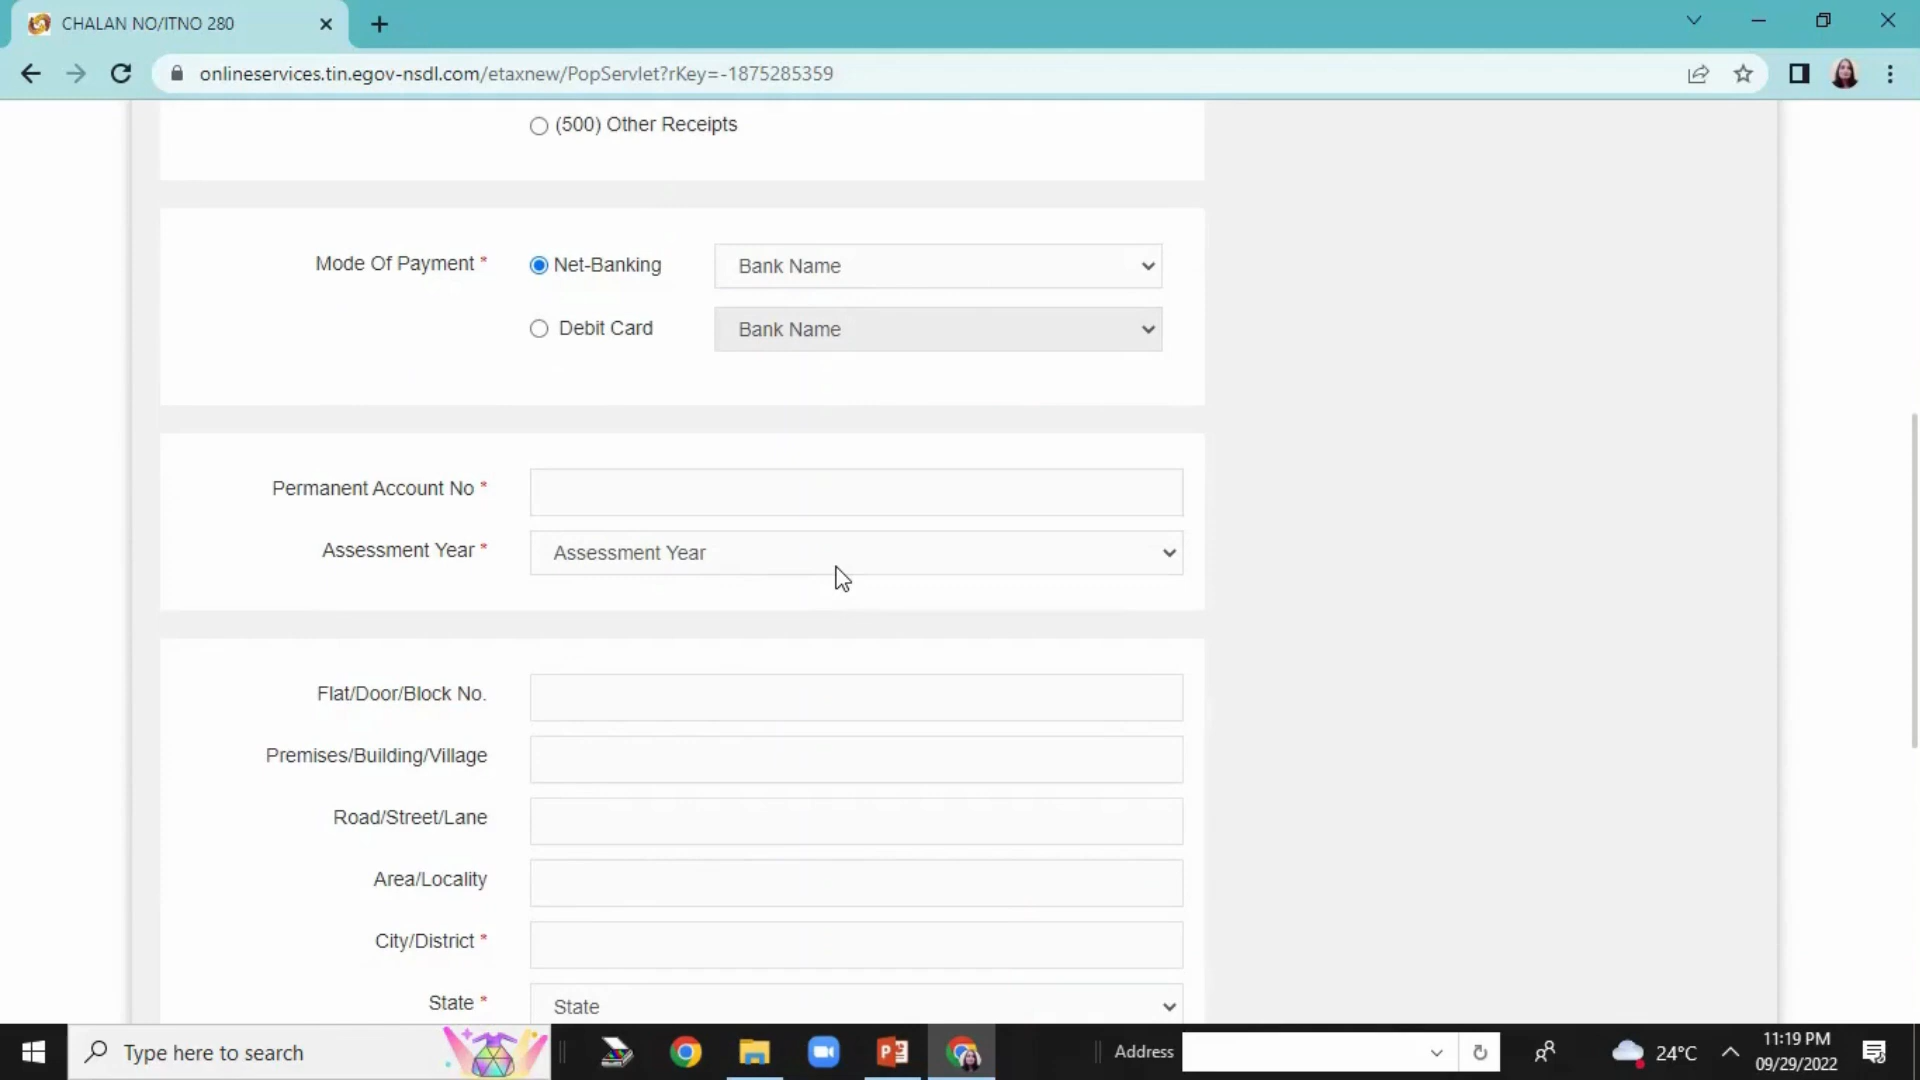 CHALAN NO/ITNO 280
onlineservices.tin.egov-nsdl.com/etaxnew/PopServlet?rKey=-1875285359
(500) Other Receipts
Mode Of Payment * Net-Banking Bank Name
Debit Card Bank Name
Permanent Account No *
Assessment Year * Assessment Year
Flat/Door/Block No.
Premises/Building/Village
Road/Street/Lane
Area/Locality
City/District *
State * State
Type here to search Address 24°C 11:19 PM
09/29/2022